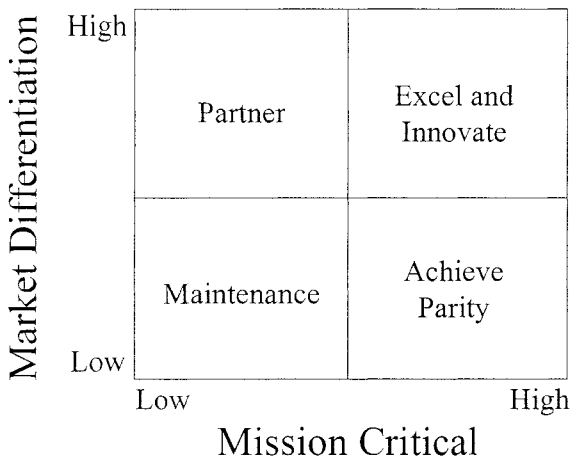 Market Differentiation
High
Partner
Excel and
Innovate
Maintenance
Achieve
Parity
Low
Low
High
Mission Critical